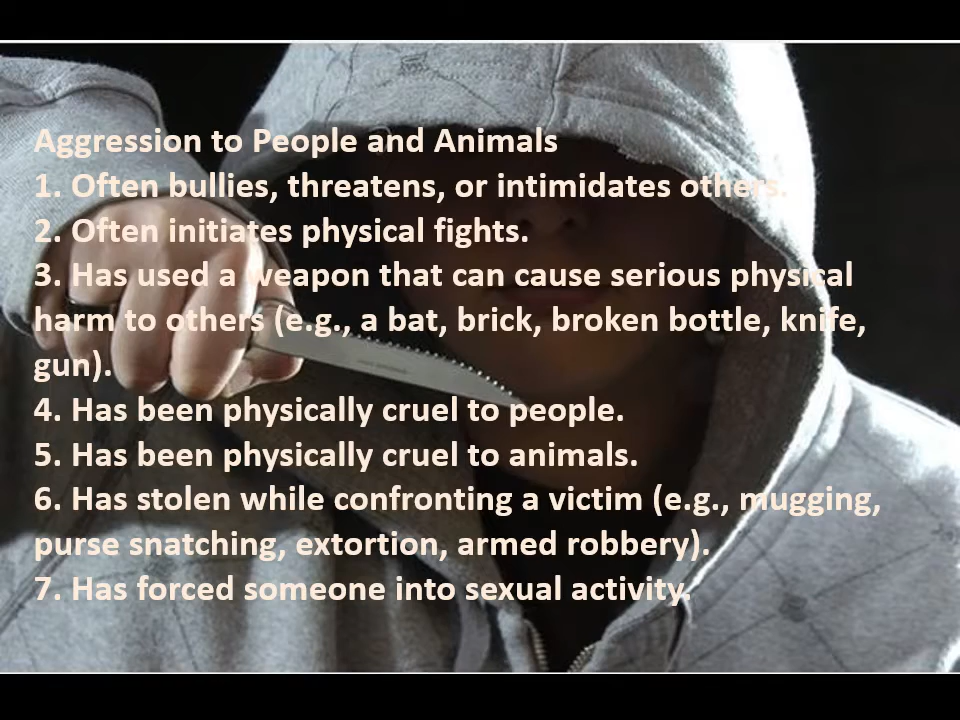 Aggression to People and Animals
1. Often bullies, threatens, or intimidates others.
2. Often initiates physical fights.
3. Has used a weapon that can cause serious physical
harm to others (e.g., a bat, brick, broken bottle, knife,
gun).
4. Has been physically cruel to people.
5. Has been physically cruel to animals.
6. Has stolen while confronting a victim (e.g., mugging,
purse snatching, extortion, armed robbery).
7. Has forced someone into sexual activity.